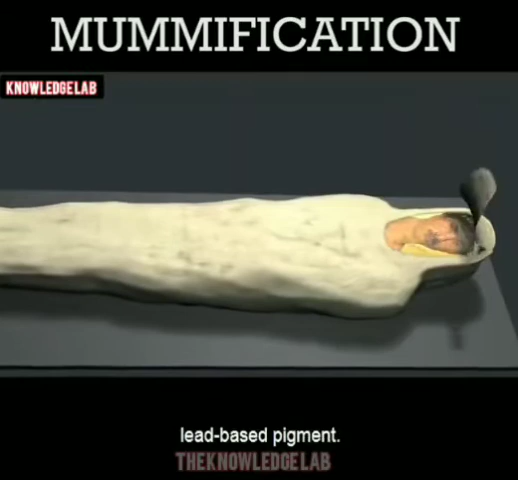 MUMMIFICATION
KNOWLEDGELAB
lead-based pigment.
THEKNOWLEDGELAB